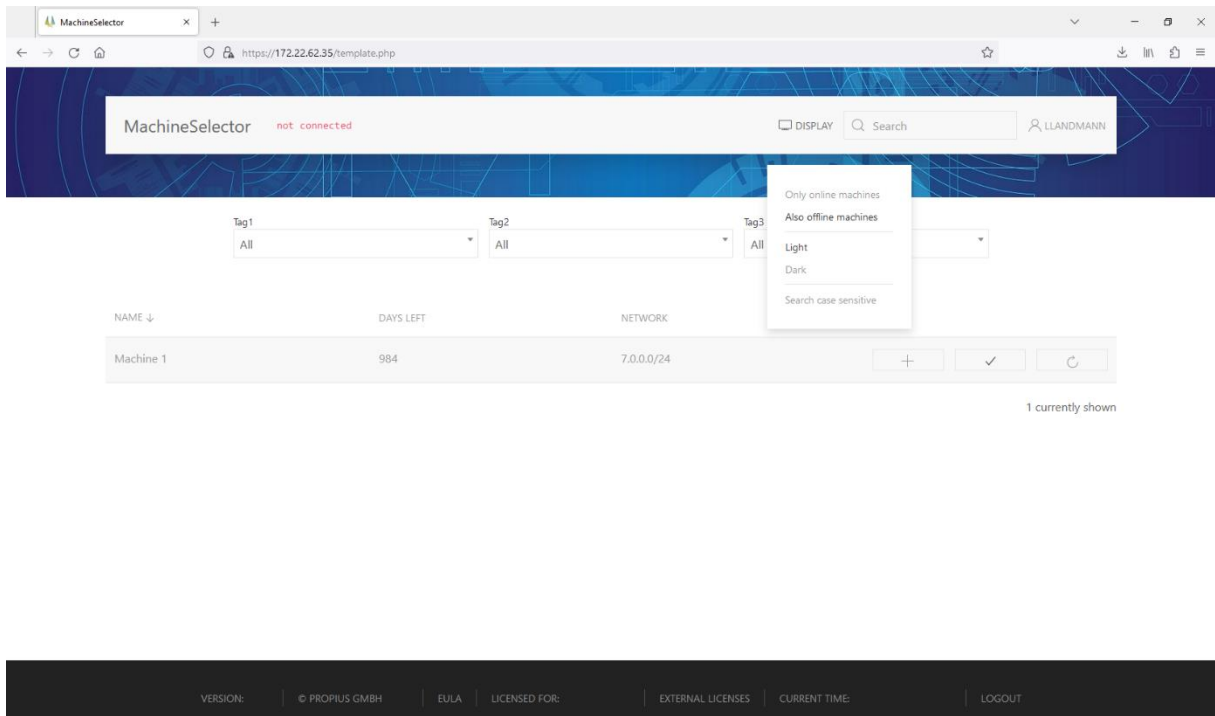 MachineSelector
https://172.22.62.35/template.php
MachineSelector not connected DISPLAY Search LLANDMANN
Only online machines
Also offline machines
Light
Dark
Search case sensitive
Tag1 Tag2 Tag3
All All All
NAME DAYS LEFT NETWORK
Machine 1 984 7.0.0.0/24
1 currently shown
VERSION: © PROPIUS GMBH EULA LICENSED FOR: EXTERNAL LICENSES CURRENT TIME: LOGOUT